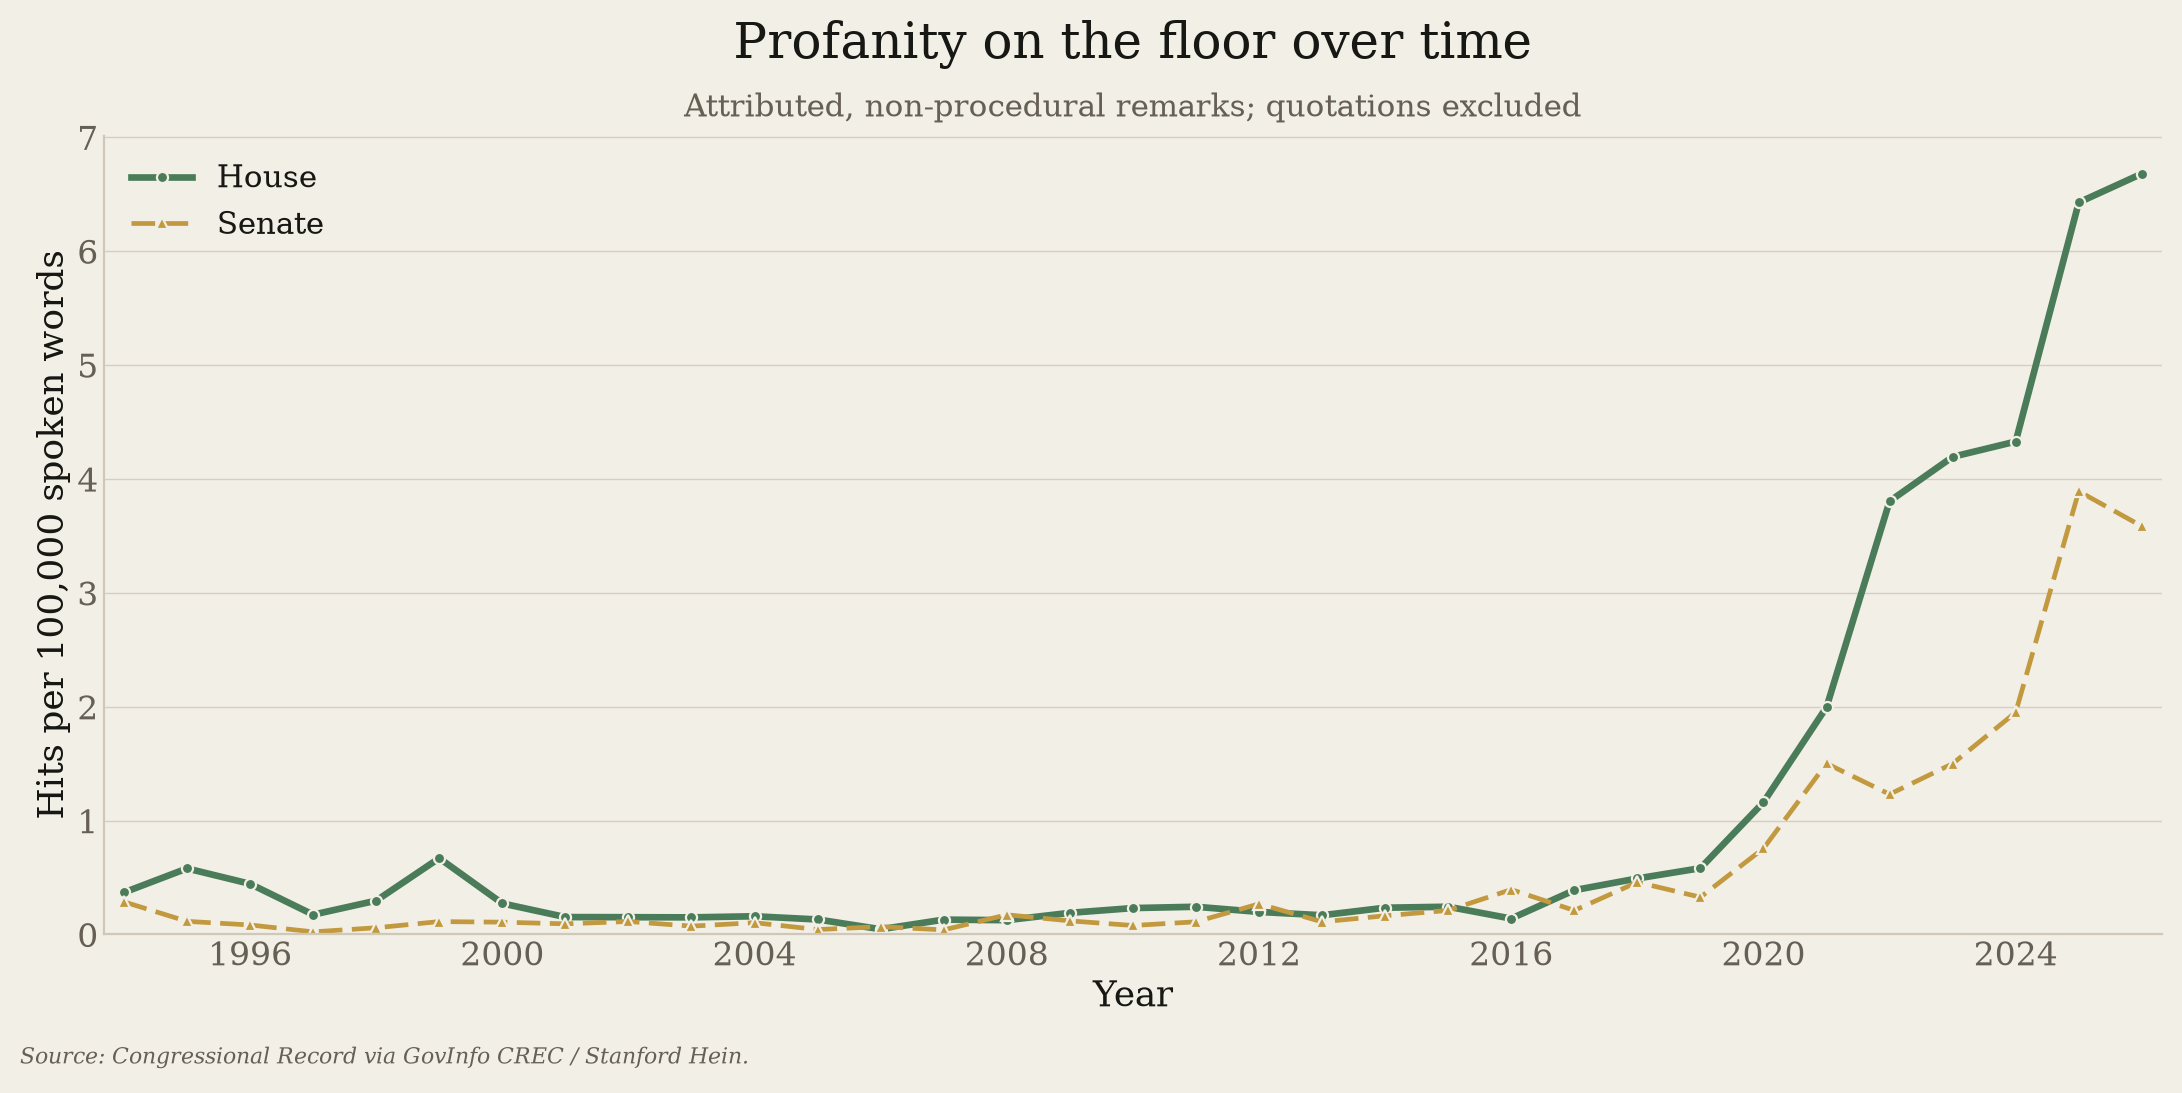 Profanity on the floor over time
Attributed, non-procedural remarks; quotations excluded
House
Senate
Hits per 100,000 spoken words
7
6
5
4
3
2
1
0
1996 2000 2004 2008 2012 2016 2020 2024
Year
Source: Congressional Record via GovInfo CREC / Stanford Hein.